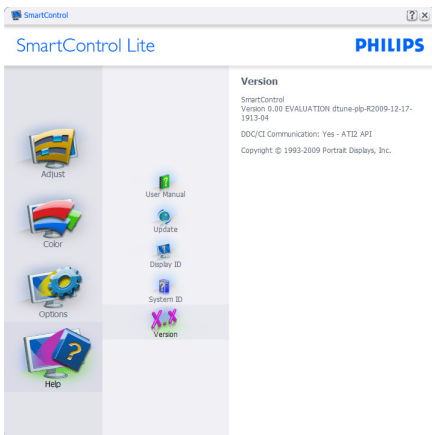 SmartControl
SmartControl Lite
PHILIPS
Adjust
Color
Options
Help
User Manual
Update
Display ID
System ID
X.X
Version
Version
SmartControl
Version 0.00 EVALUATION dtune-plp-R2009-12-17-
1913-04
DDC/CI Communication: Yes - ATI2 API
Copyright © 1993-2009 Portrait Displays, Inc.